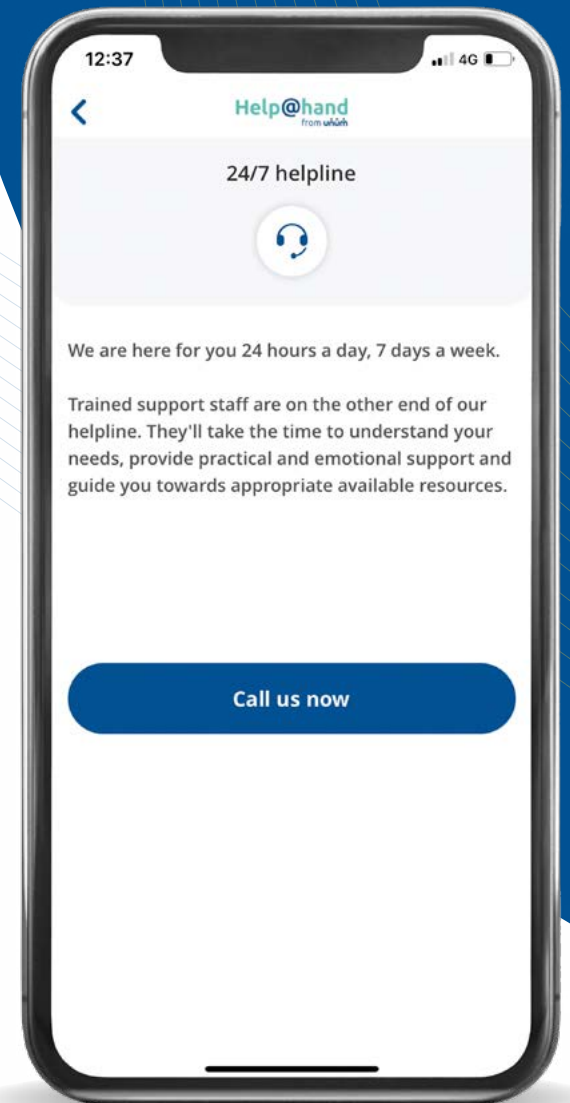 12:37
4G
Help@hand
from unum
24/7 helpline
We are here for you 24 hours a day, 7 days a week.
Trained support staff are on the other end of our
helpline. They'll take the time to understand your
needs, provide practical and emotional support and
guide you towards appropriate available resources.
Call us now